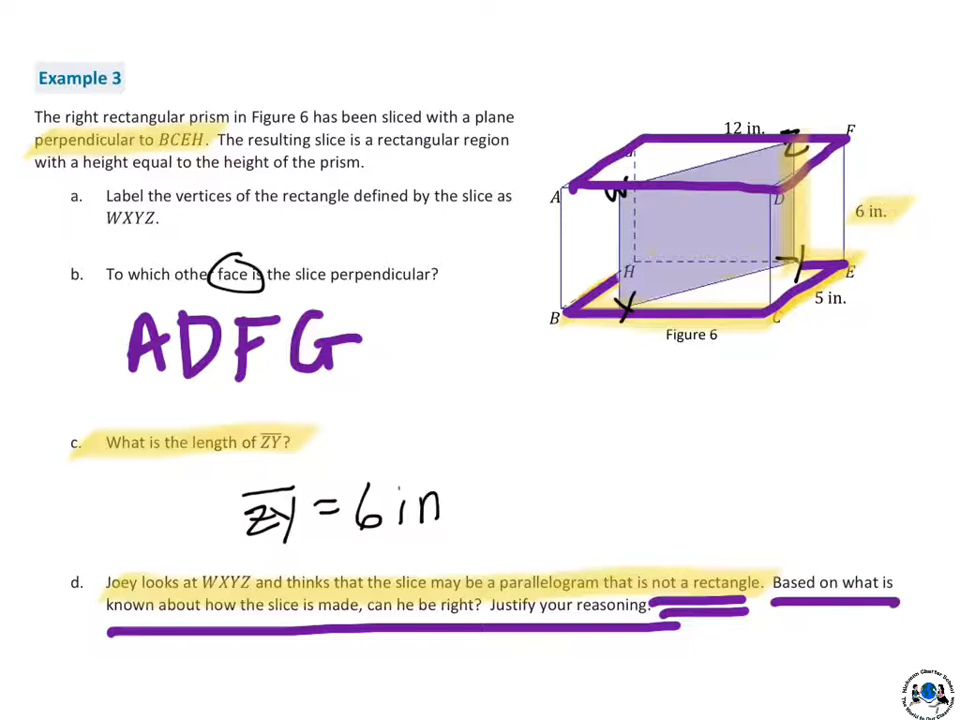 Example 3
The right rectangular prism in Figure 6 has been sliced with a plane
perpendicular to BCEH. The resulting slice is a rectangular region
with a height equal to the height of the prism.
a. Label the vertices of the rectangle defined by the slice as
WXYZ.
b. To which other face is the slice perpendicular?
ADFG
c. What is the length of ZY?
ZY = 6 in
d. Joey looks at WXYZ and thinks that the slice may be a parallelogram that is not a rectangle. Based on what is
known about how the slice is made, can he be right? Justify your reasoning.
12 in.
Z
F
G
A
W
D
6 in.
H
Y
E
X
5 in.
B
C
Figure 6